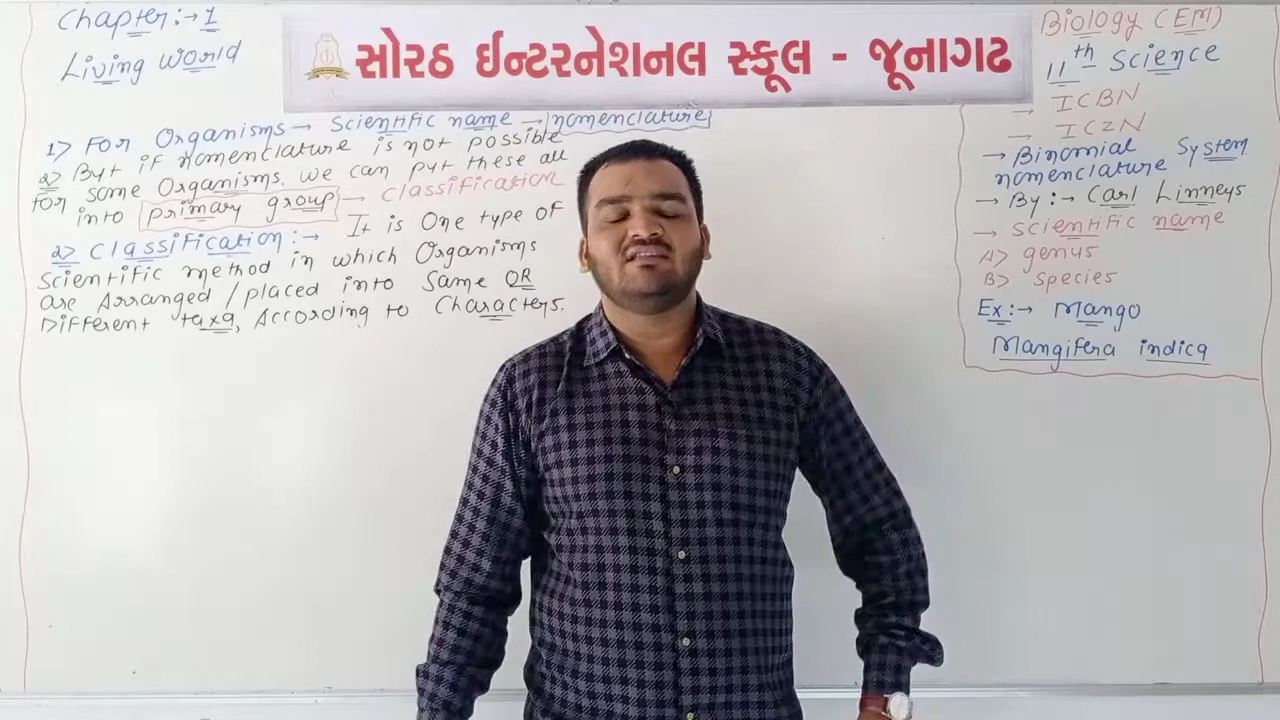 Chapter:→ 1
Living world
સોરઠ ઈન્ટરનેશનલ સ્કૂલ - જૂનાગઢ
1> For Organisms → Scientific name → nomenclature
2> But if nomenclature is not possible
for some Organisms. we can put these all
into primary group → classification
2> Classification:→ It is One type of
Scientific method in which Organisms
are Arranged / placed into Same OR
Different taxa, According to Characters.
Biology (EM)
11th Science
→ ICBN
→ ICZN
→ Binomial System
nomenclature
→ By:→ Carl Linneys
→ Scientific name
A> genus
B> Species
Ex:→ Mango
Mangifera indica